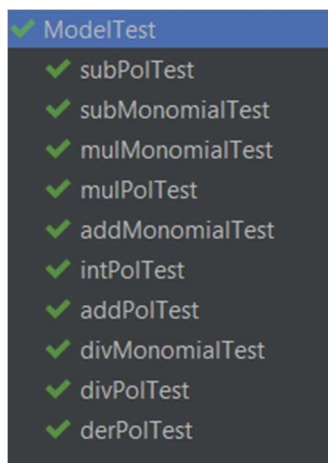 ModelTest
subPolTest
subMonomialTest
mulMonomialTest
mulPolTest
addMonomialTest
intPolTest
addPolTest
divMonomialTest
divPolTest
derPolTest